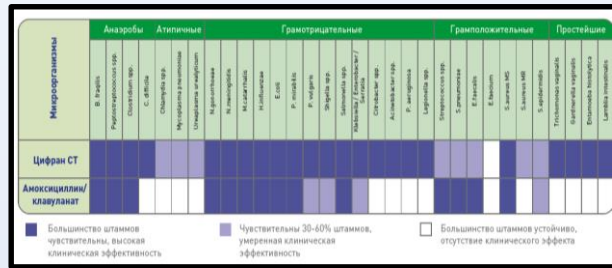 Микроорганизмы
Анаэробы
Атипичные
Грамотрицательные
Грамположительные
Простейшие
B. fragilis
Peptostreptococcus spp.
Clostridium spp.
C. difficile
Chlamydia spp.
Mycoplasma pneumoniae
Ureaplasma urealyticum
N.gonorrhoeae
N.meningitidis
M.catarrhalis
H.influenzae
E.coli
P. mirabilis
P. vulgaris
Shigella spp.
Salmonella spp.
Klebsiella / Enterobacter /
Serratia
Citrobacter spp.
Acinetobacter spp.
P. aeruginosa
Legionella spp.
Streptococcus spp.
S.pneumoniae
E.faecalis
E.faecium
S.aureus MS
S.aureus MR
S.epidermidis
Trichomonas vaginalis
Gardnerella vaginalis
Entamoeba histolytica
Lamblia intestinalis
Цифран СТ
Амоксициллин/
клавуланат
Большинство штаммов
чувствительны, высокая
клиническая эффективность
Чувствительны 30-60% штаммов,
умеренная клиническая
эффективность
Большинство штаммов устойчиво,
отсутствие клинического эффекта